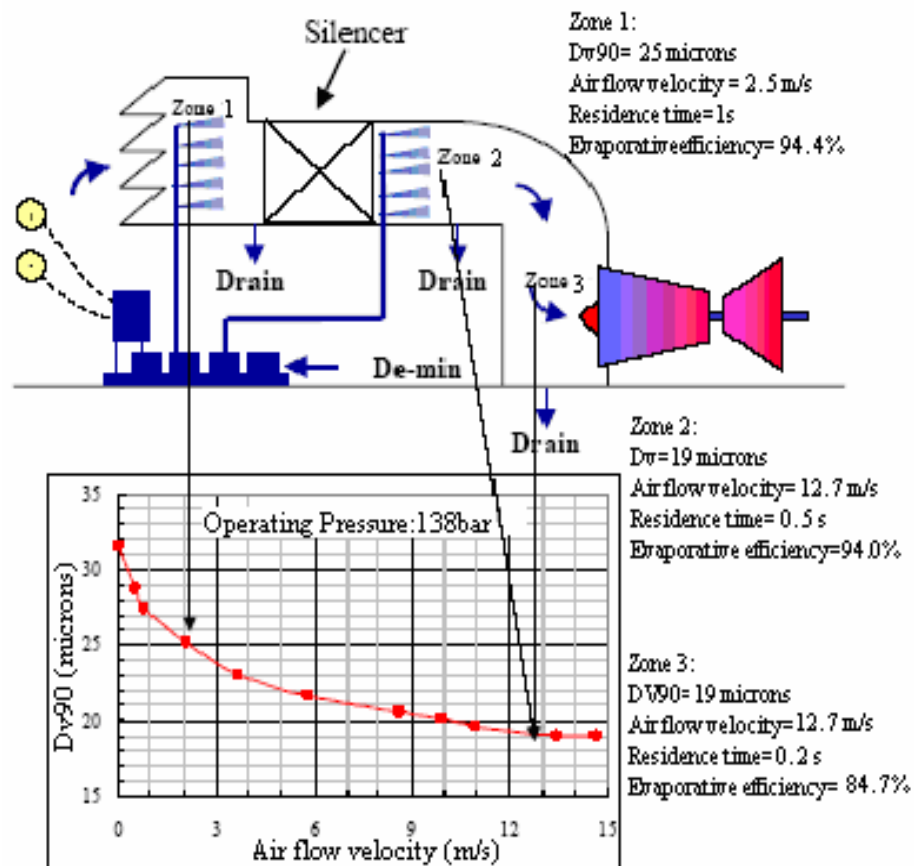 Silencer
Zone 1:
Dv90= 25 microns
Air flow velocity = 2.5 m/s
Residence time=1s
Evaporative efficiency= 94.4%
Zone 1
Zone 2
Drain
Drain
Zone 3
De-min
Drain
Zone 2:
Dv=19 microns
Air flow velocity= 12.7 m/s
Residence time= 0.5 s
Evaporative efficiency=94.0%
Zone 3:
DV90= 19 microns
Air flow velocity=12.7 m/s
Residence time= 0.2 s
Evaporative efficiency= 84.7%
Operating Pressure:138bar
Dv90 (microns)
35
30
25
20
15
0 3 6 9 12 15
Air flow velocity (m/s)